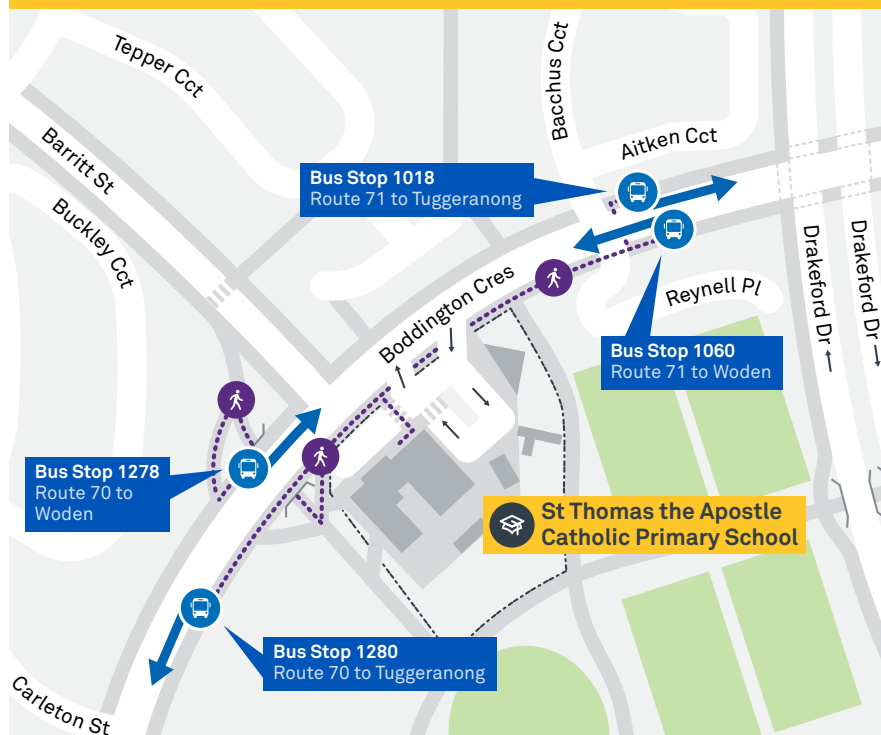 Tepper Cct
Bacchus Cct
Barritt St
Aitken Cct
Bus Stop 1018
Route 71 to Tuggeranong
Buckley Cct
Drakeford Dr
Drakeford Dr
Reynell Pl
Boddington Cres
Bus Stop 1060
Route 71 to Woden
Bus Stop 1278
Route 70 to
Woden
St Thomas the Apostle
Catholic Primary School
Bus Stop 1280
Route 70 to Tuggeranong
Carleton St